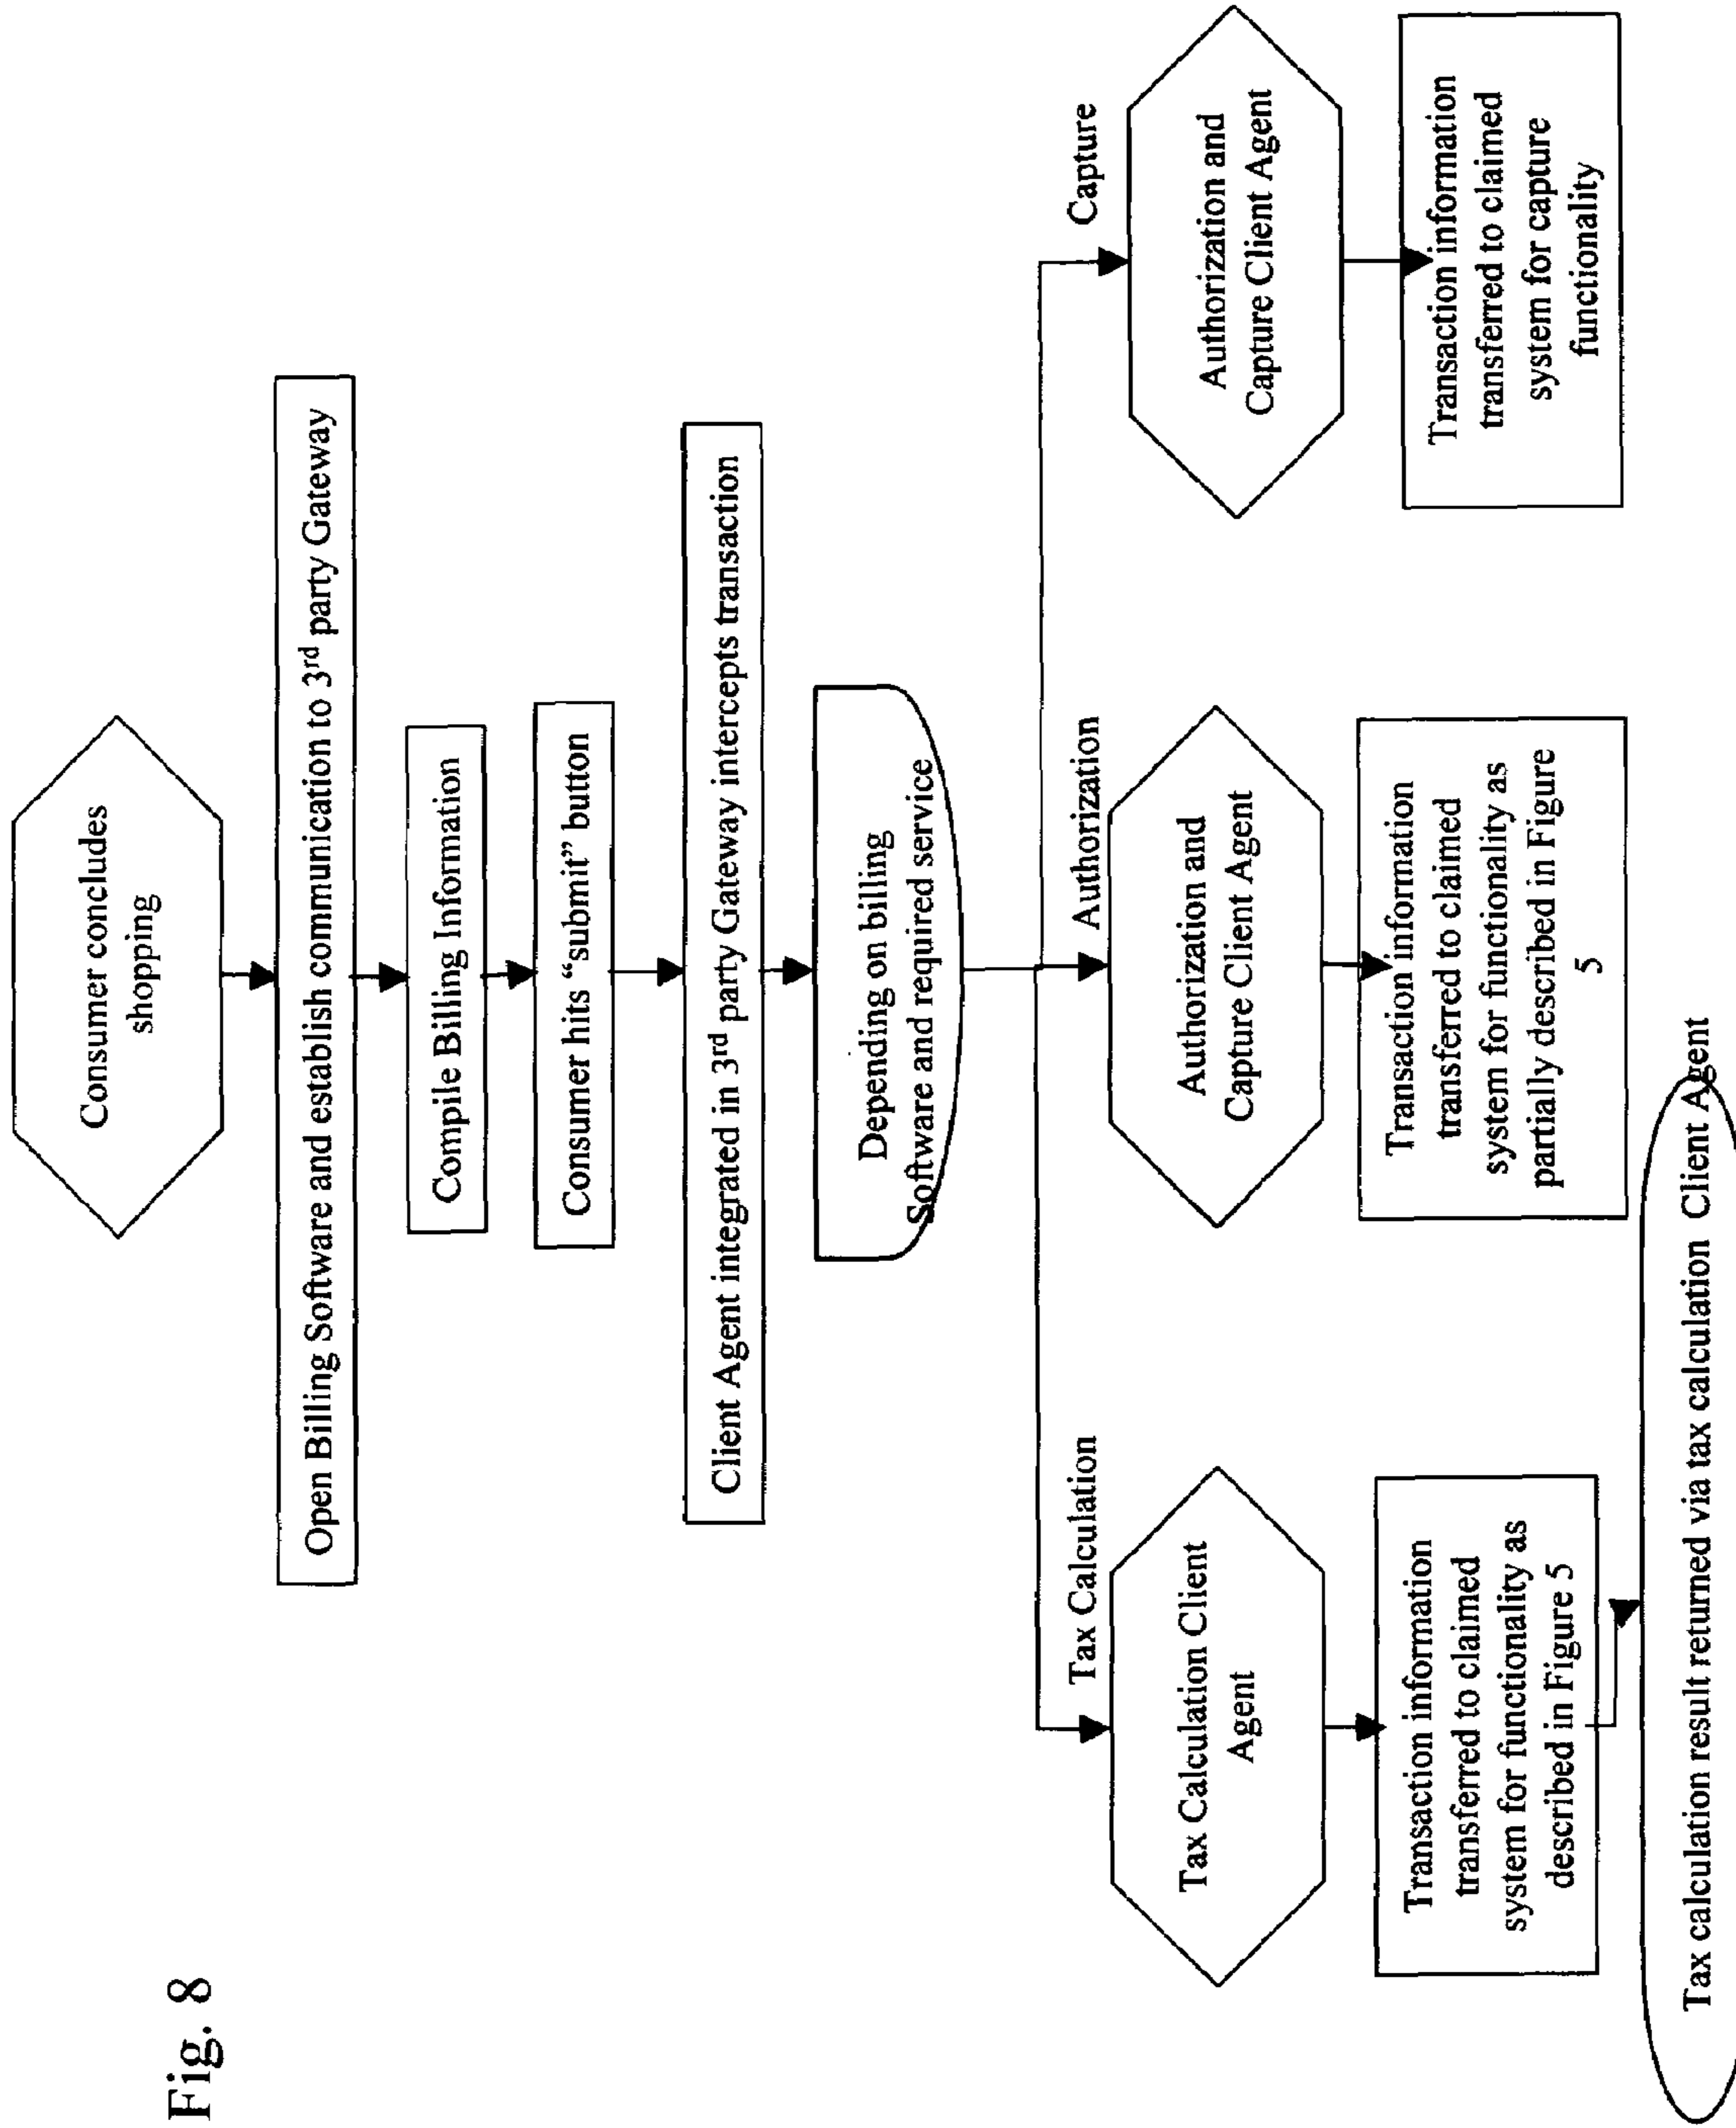 Fig. 8
Consumer concludes
shopping
Open Billing Software and establish communication to 3rd party Gateway
Compile Billing Information
Consumer hits “submit” button
Client Agent integrated in 3rd party Gateway intercepts transaction
Depending on billing
Software and required service
Tax Calculation
Tax Calculation Client
Agent
Transaction information
transferred to claimed
system for functionality as
described in Figure 5
Tax calculation result returned via tax calculation Client Agent
Authorization
Authorization and
Capture Client Agent
Transaction information
transferred to claimed
system for functionality as
partially described in Figure
5
Capture
Authorization and
Capture Client Agent
Transaction information
transferred to claimed
system for capture
functionality